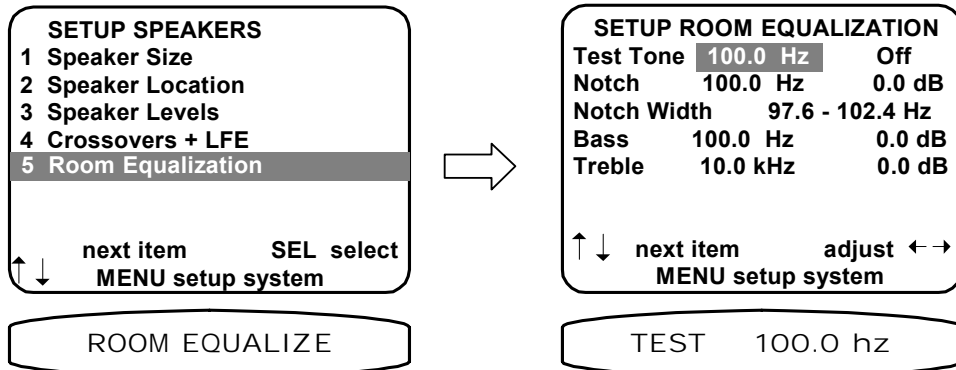 SETUP SPEAKERS
1 Speaker Size
2 Speaker Location
3 Speaker Levels
4 Crossovers + LFE
5 Room Equalization
↑ ↓ next item SEL select
MENU setup system
ROOM EQUALIZE
SETUP ROOM EQUALIZATION
Test Tone 100.0 Hz Off
Notch 100.0 Hz 0.0 dB
Notch Width 97.6 - 102.4 Hz
Bass 100.0 Hz 0.0 dB
Treble 10.0 kHz 0.0 dB
↑ ↓ next item adjust ← →
MENU setup system
TEST 100.0 hz